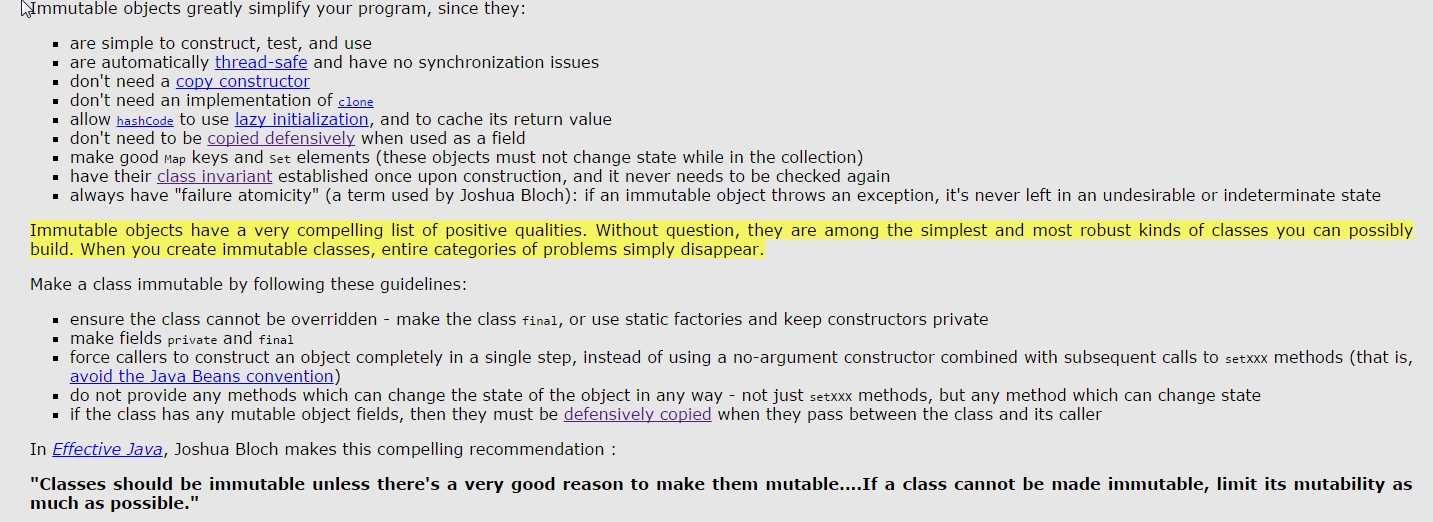 Immutable objects greatly simplify your program, since they:
▪ are simple to construct, test, and use
▪ are automatically thread-safe and have no synchronization issues
▪ don't need a copy constructor
▪ don't need an implementation of clone
▪ allow hashCode to use lazy initialization, and to cache its return value
▪ don't need to be copied defensively when used as a field
▪ make good Map keys and Set elements (these objects must not change state while in the collection)
▪ have their class invariant established once upon construction, and it never needs to be checked again
▪ always have "failure atomicity" (a term used by Joshua Bloch): if an immutable object throws an exception, it's never left in an undesirable or indeterminate state
Immutable objects have a very compelling list of positive qualities. Without question, they are among the simplest and most robust kinds of classes you can possibly
build. When you create immutable classes, entire categories of problems simply disappear.
Make a class immutable by following these guidelines:
▪ ensure the class cannot be overridden - make the class final, or use static factories and keep constructors private
▪ make fields private and final
▪ force callers to construct an object completely in a single step, instead of using a no-argument constructor combined with subsequent calls to setXXX methods (that is,
avoid the Java Beans convention)
▪ do not provide any methods which can change the state of the object in any way - not just setXXX methods, but any method which can change state
▪ if the class has any mutable object fields, then they must be defensively copied when they pass between the class and its caller
In Effective Java, Joshua Bloch makes this compelling recommendation :
"Classes should be immutable unless there's a very good reason to make them mutable....If a class cannot be made immutable, limit its mutability as
much as possible."